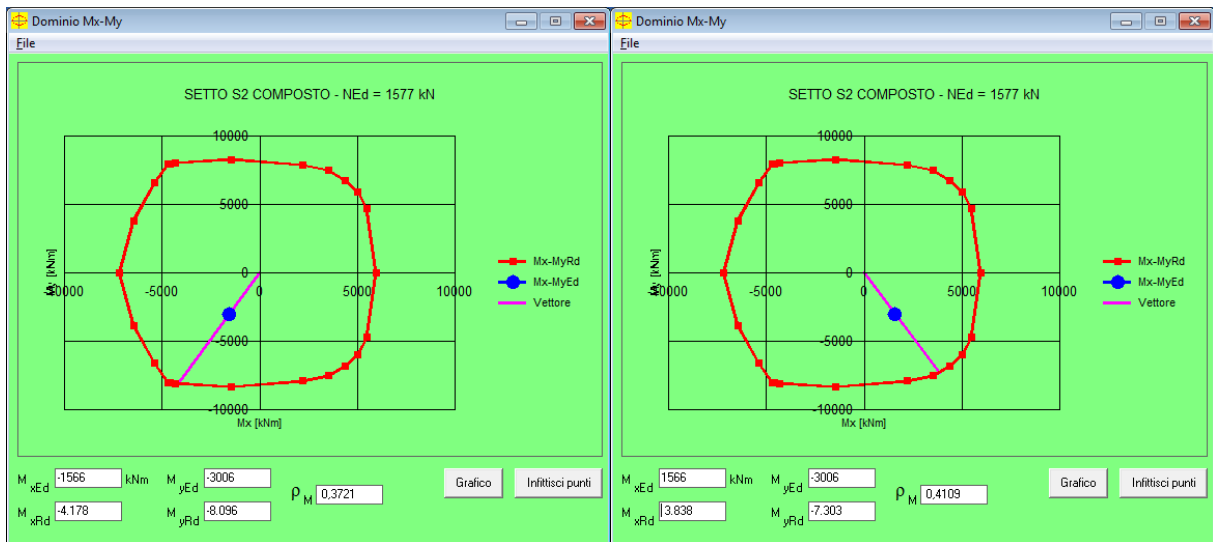 Dominio Mx-My
File
SETTO S2 COMPOSTO - NEd = 1577 kN
10000
5000
0
-5000
-10000
-10000 -5000 0 5000 10000
My [kNm]
Mx [kNm]
Mx-MyRd
Mx-MyEd
Vettore
M xEd -1566 kNm M yEd -3006
ρ M 0,3721
Grafico Infittisci punti
M xRd -4.178 M yRd -8.096
Dominio Mx-My
File
SETTO S2 COMPOSTO - NEd = 1577 kN
10000
5000
0
-5000
-10000
-10000 -5000 0 5000 10000
My [kNm]
Mx [kNm]
Mx-MyRd
Mx-MyEd
Vettore
M xEd 1566 kNm M yEd -3006
ρ M 0,4109
Grafico Infittisci punti
M xRd 3.838 M yRd -7.303